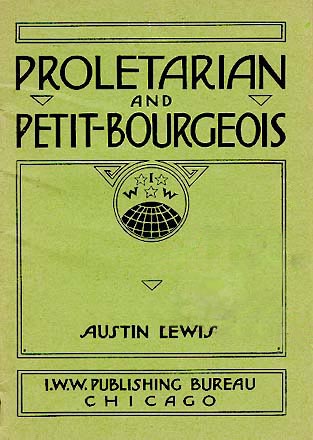 PROLETARIAN
AND
PETIT-BOURGEOIS
I
W W
AUSTIN LEWIS
I.W.W. PUBLISHING BUREAU
CHICAGO